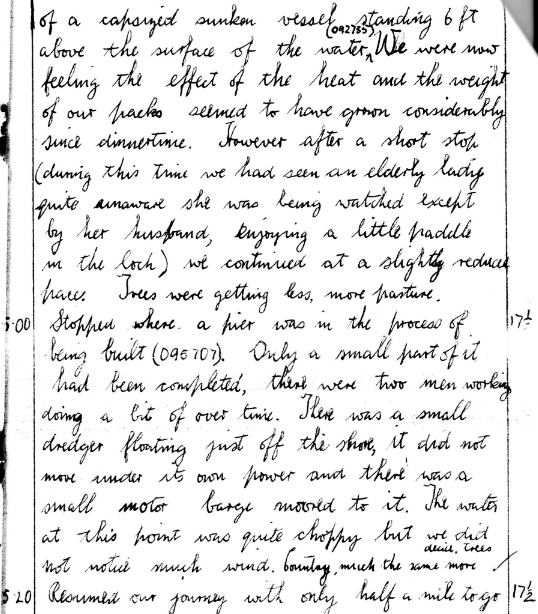 of a capsized sunken vessel standing 6 ft
(092735)
above the surface of the water, We were now
feeling the effect of the heat and the weight
of our packs seemed to have grown considerably
since dinnertime. However after a short stop
(during this time we had seen an elderly lady
quite unaware she was being watched except
by her husband, enjoying a little paddle
in the loch) we continued at a slightly reduced
pace. Trees were getting less, more pasture.
5.00 Stopped where a pier was in the process of 17½
being built (095707). Only a small part of it
had been completed, there were two men working
doing a bit of over time. There was a small
dredger floating just off the shore, it did not
move under its own power and there was a
small motor barge moored to it. The water
at this point was quite choppy but we did
not notice much wind. Country, much the same more trees
5.20 Resumed our journey with only half a mile to go 17½